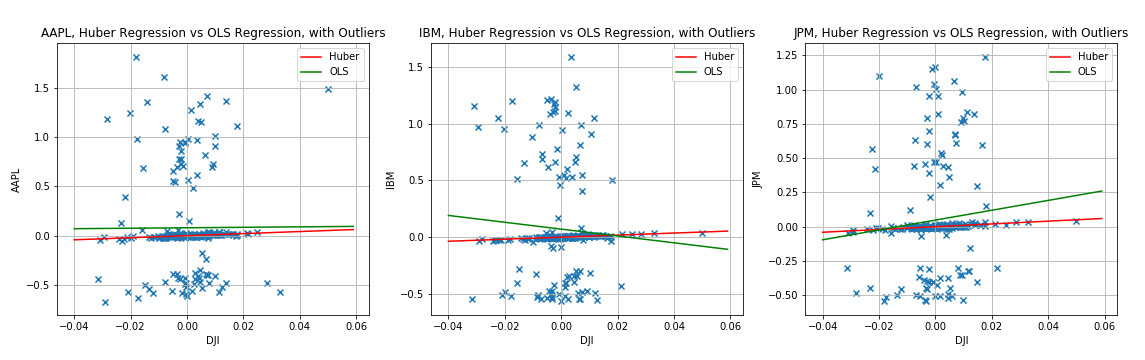 AAPL, Huber Regression vs OLS Regression, with Outliers
Huber
OLS
1.5
1.0
0.5
0.0
−0.5
AAPL
−0.04
−0.02
0.00
0.02
0.04
0.06
DJI
IBM, Huber Regression vs OLS Regression, with Outliers
Huber
OLS
1.5
1.0
0.5
0.0
−0.5
IBM
−0.04
−0.02
0.00
0.02
0.04
0.06
DJI
JPM, Huber Regression vs OLS Regression, with Outliers
Huber
OLS
1.25
1.00
0.75
0.50
0.25
0.00
−0.25
−0.50
JPM
−0.04
−0.02
0.00
0.02
0.04
0.06
DJI